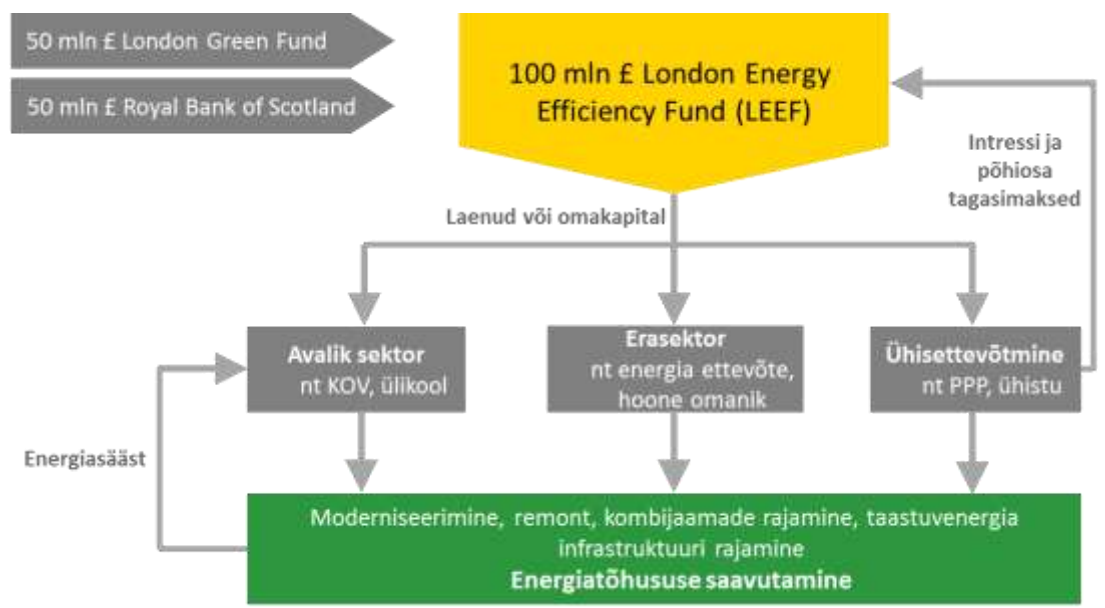 50 mln £ London Green Fund
50 mln £ Royal Bank of Scotland
100 mln £ London Energy
Efficiency Fund (LEEF)
Intressi ja
põhiosa
tagasimaksed
Laenud või omakapital
Avalik sektor
nt KOV, ülikool
Erasektor
nt energia ettevõte,
hoone omanik
Ühisettevõtmine
nt PPP, ühistu
Energiasääst
Moderniseerimine, remont, kombijaamade rajamine, taastuvenergia
infrastruktuuri rajamine
Energiatõhususe saavutamine